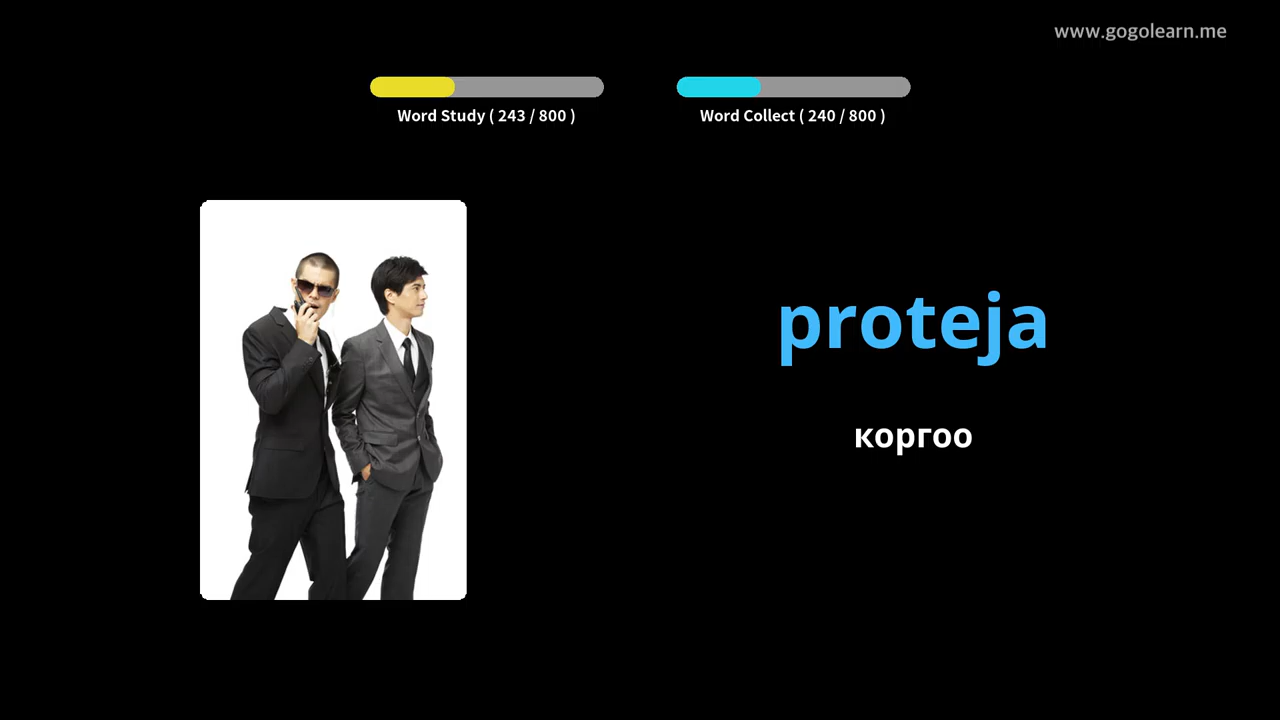 www.gogolearn.me
Word Study ( 243 / 800 )
Word Collect ( 240 / 800 )
proteja
коргоо